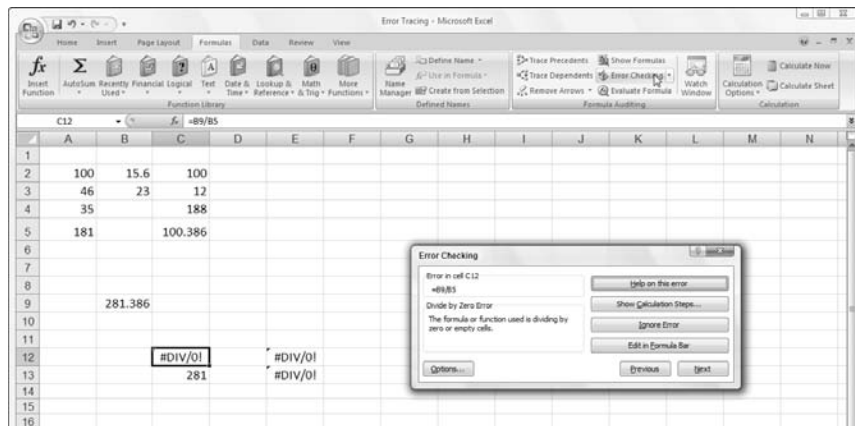 Error Tracing - Microsoft Excel
Home Insert Page Layout Formulas Data Review View
Insert Function
AutoSum
Recently Used
Financial
Logical
Text
Date & Time
Lookup & Reference
Math & Trig
More Functions
Function Library
Name Manager
Define Name
Use in Formula
Create from Selection
Defined Names
Trace Precedents
Trace Dependents
Remove Arrows
Show Formulas
Error Checking
Evaluate Formula
Watch Window
Formula Auditing
Calculation Options
Calculate Now
Calculate Sheet
Calculation
C12 fx =B9/B5
A B C D E F G H I J K L M N
1
2 100 15.6 100
3 46 23 12
4 35 188
5 181 100.386
6
7
8
9 281.386
10
11
12 #DIV/0! #DIV/0!
13 281 #DIV/0!
14
15
16
Error Checking
Error in cell C12
=B9/B5
Divide by Zero Error
The formula or function used is dividing by
zero or empty cells.
Help on this error
Show Calculation Steps...
Ignore Error
Edit in Formula Bar
Options...
Previous Next